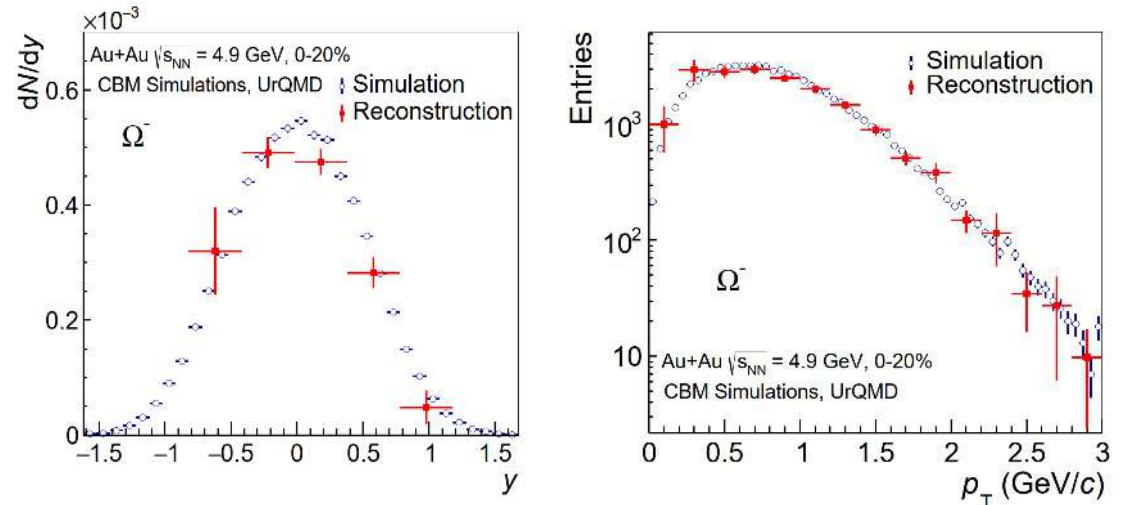 ×10⁻³
dN/dy
Au+Au √sNN = 4.9 GeV, 0-20%
CBM Simulations, UrQMD
Simulation
Reconstruction
Ω⁻
0.6
0.4
0.2
0
−1.5 −1 −0.5 0 0.5 1 1.5
y
Entries
Simulation
Reconstruction
10³
10²
10
Ω⁻
Au+Au √sNN = 4.9 GeV, 0-20%
CBM Simulations, UrQMD
0 0.5 1 1.5 2 2.5 3
pT (GeV/c)